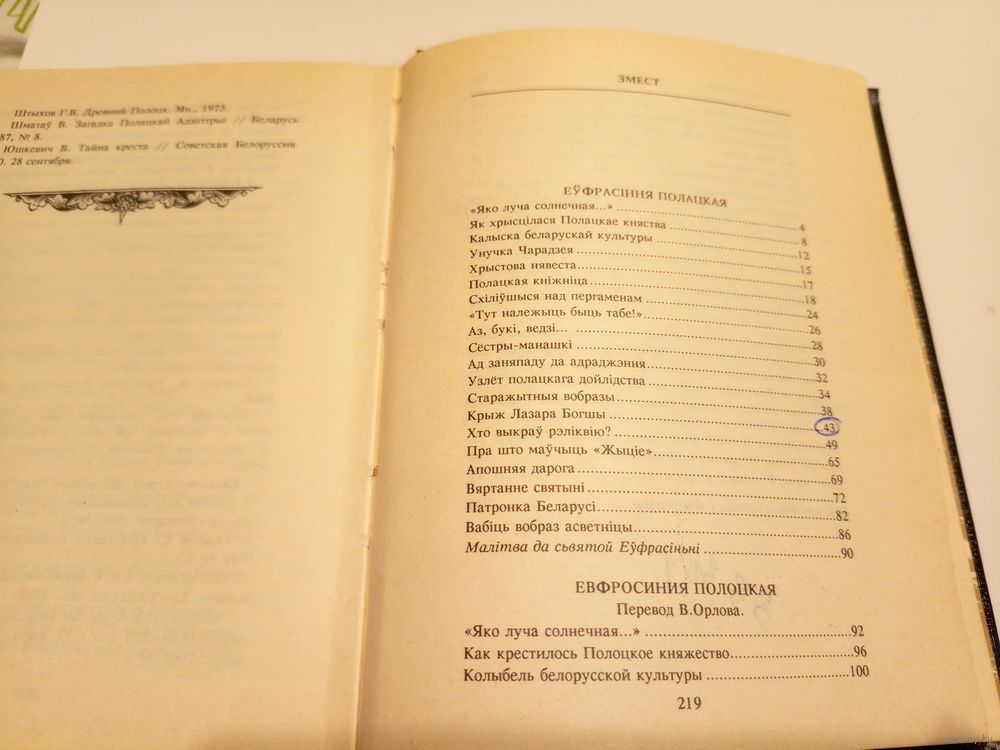 Штыхов Г.В. Древний Полоцк. Мн., 1975.
Шматаў В. Загадка Полацкай Адзігітрыі // Беларусь.
87, № 8.
Юшкевич В. Тайна креста // Советская Белоруссия.
0. 28 сентября.
ЗМЕСТ
ЕЎФРАСІННЯ ПОЛАЦКАЯ
«Яко луча солнечная...» 4
Як хрысцілася Полацкае княства 8
Калыска беларускай культуры 12
Унучка Чарадзея 15
Хрыстова нявеста 17
Полацкая кніжніца 18
Схіліўшыся над пергаменам 24
«Тут належыць быць табе!» 26
Аз, букі, ведзі... 28
Сёстры-манашкі 30
Ад заняпаду да адраджэння 32
Узлёт полацкага дойлідства 34
Старажытныя вобразы 38
Крыж Лазара Богшы 43
Хто выкраў рэліквію? 49
Пра што маўчыць «Жыціе» 65
Апошняя дарога 69
Вяртанне святыні 72
Патронка Беларусі 82
Вабіць вобраз асветніцы 86
Малітва да сьвятой Еўфрасіньні 90
ЕВФРОСИНИЯ ПОЛОЦКАЯ
Перевод В.Орлова.
«Яко луча солнечная...» 92
Как крестилось Полоцкое княжество 96
Колыбель белорусской культуры 100
219